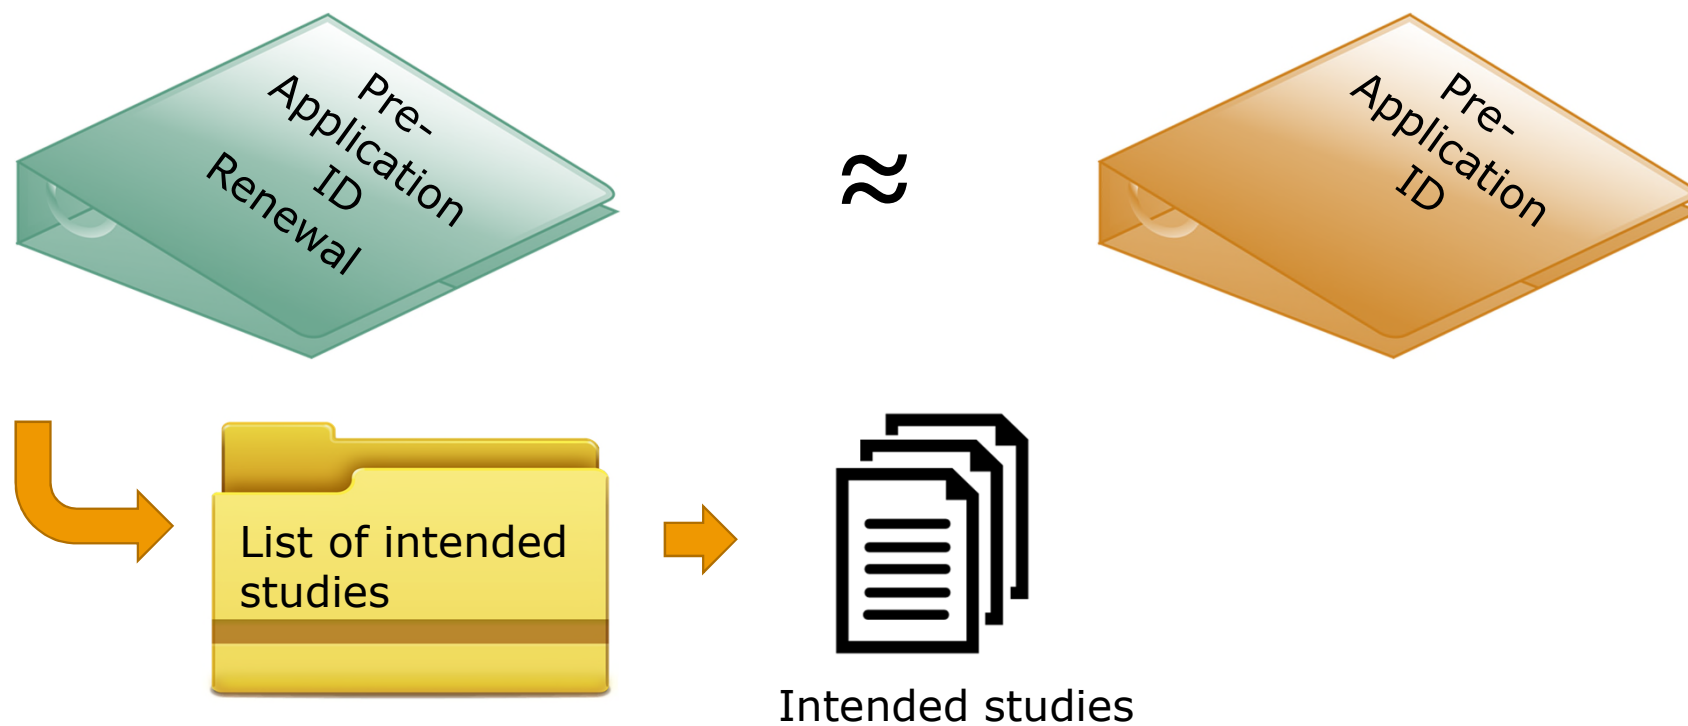 Pre-
Application
ID
Renewal
≈
Pre-
Application
ID
List of intended
studies
Intended studies